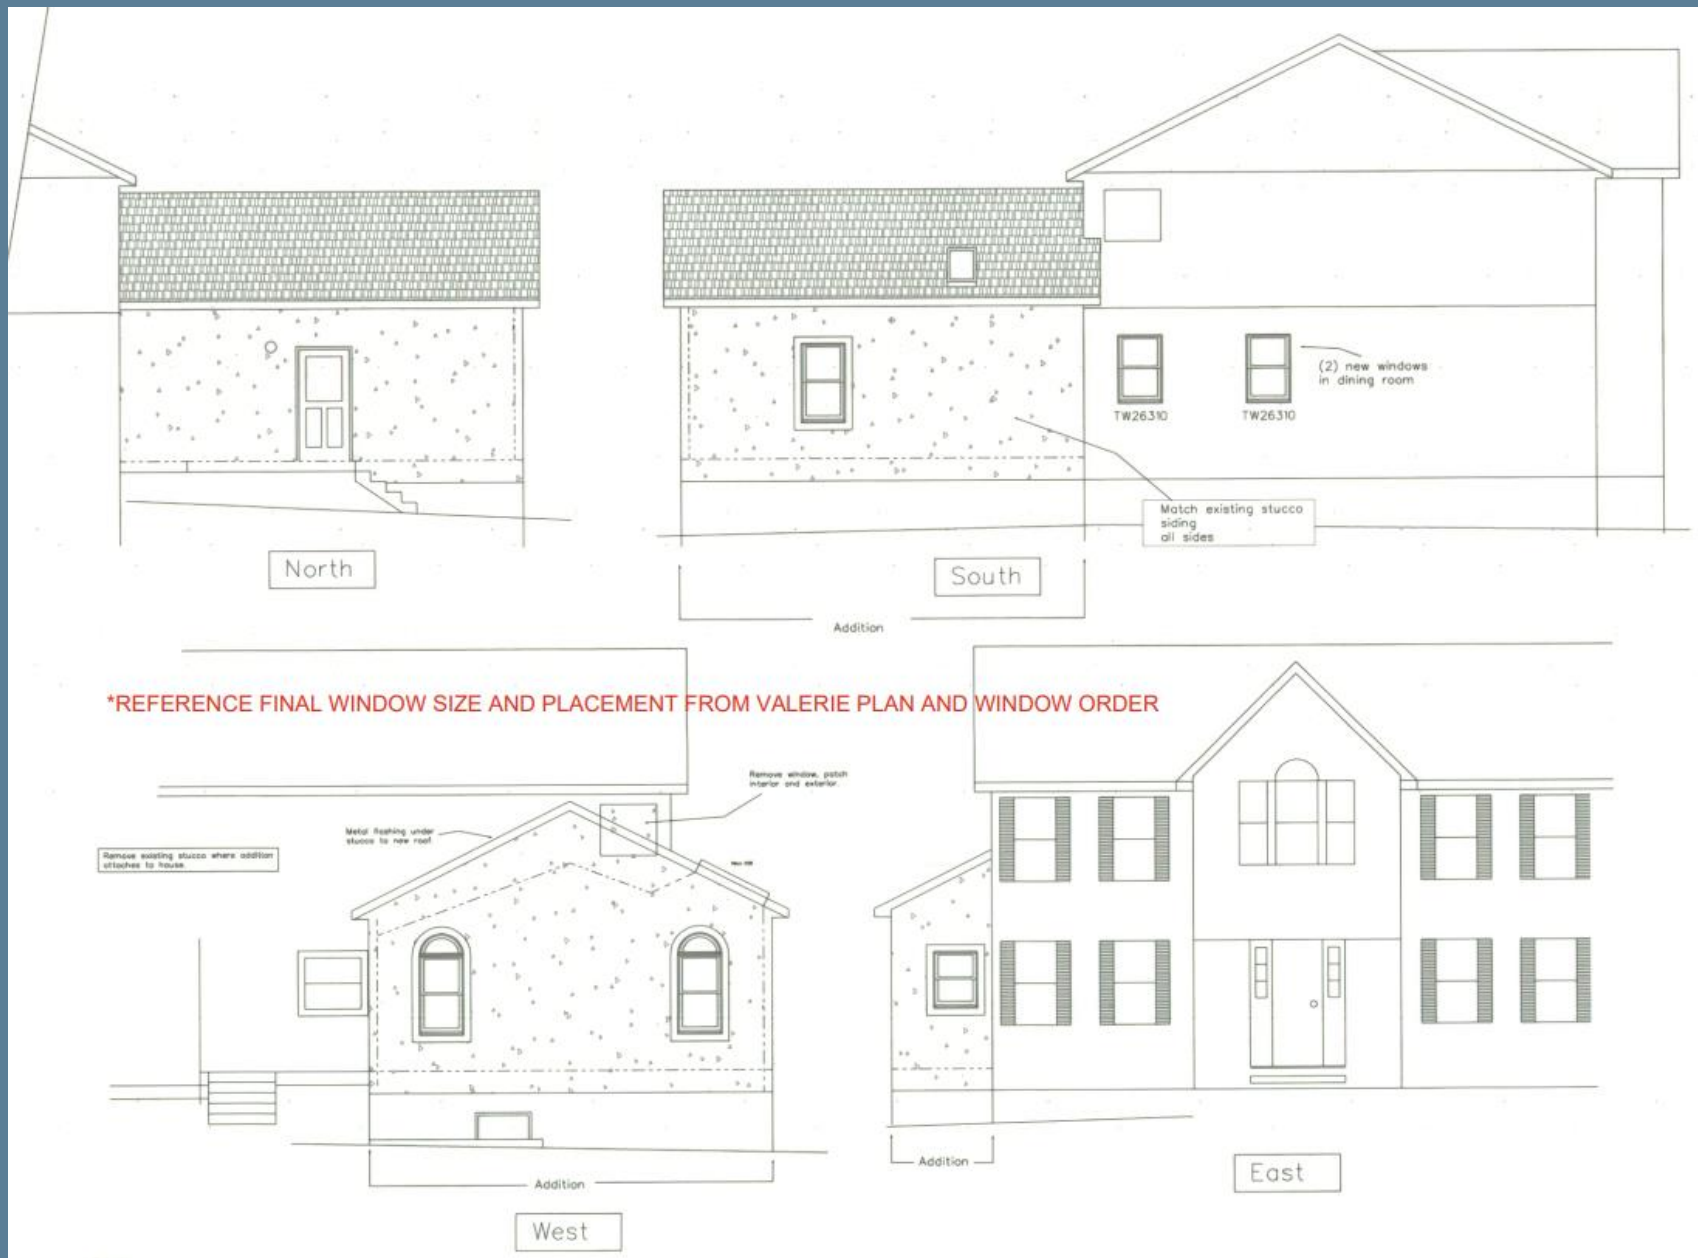 (2) new windows
in dining room
TW26310
TW26310
Match existing stucco
siding
all sides
North
South
Addition
*REFERENCE FINAL WINDOW SIZE AND PLACEMENT FROM VALERIE PLAN AND WINDOW ORDER
Remove window, patch
interior and exterior.
Metal flashing under
stucco to new roof
Remove existing stucco where addition
attaches to house.
Addition
Addition
East
West